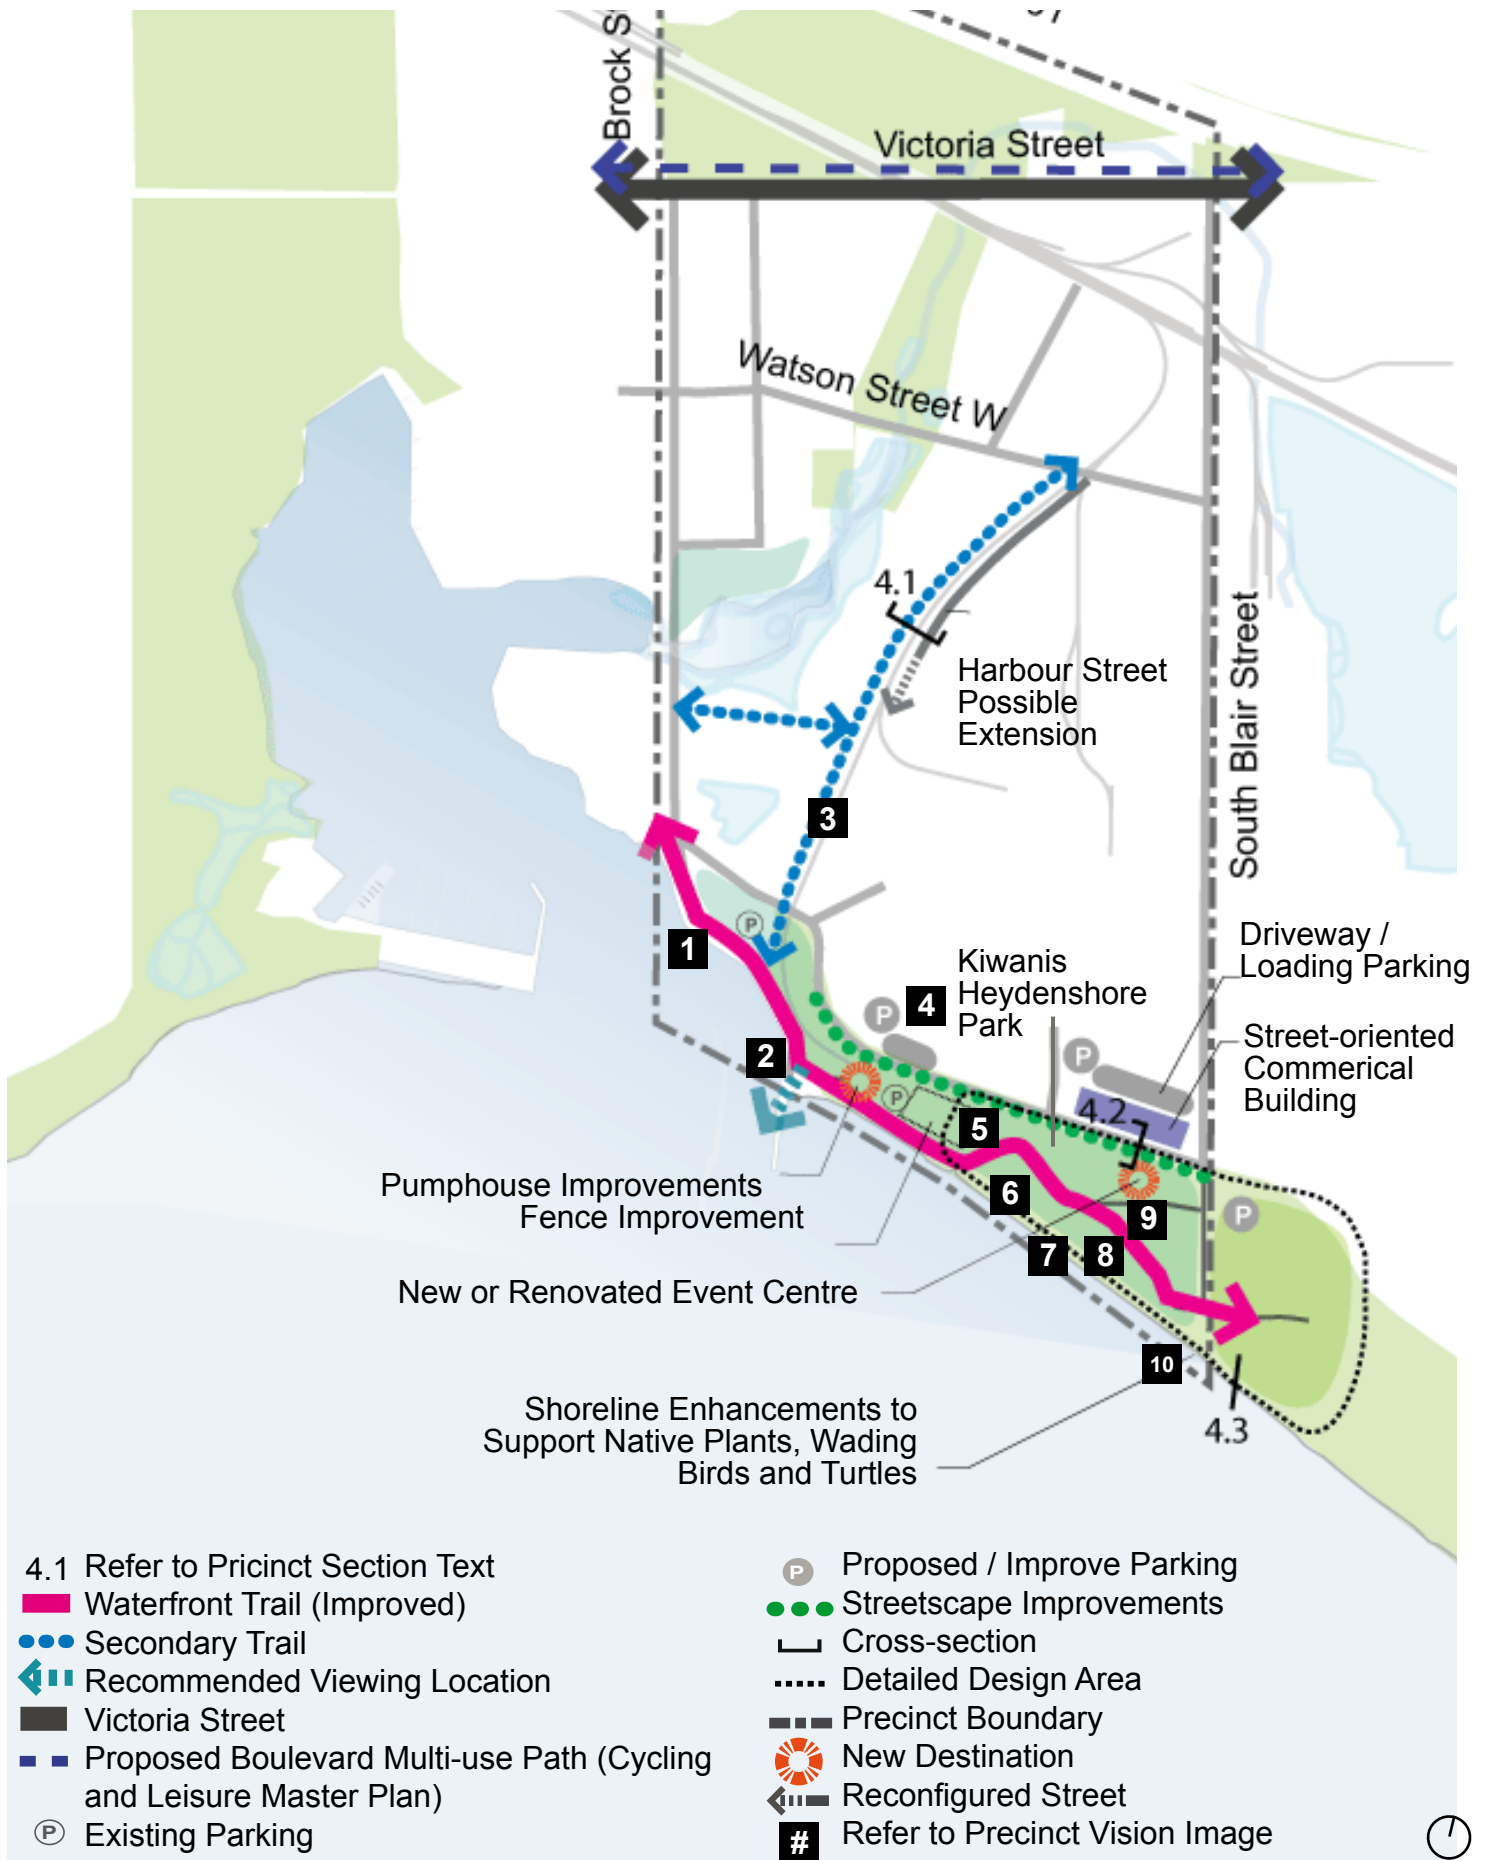 Brock S
Victoria Street
Watson Street W
4.1
Harbour Street
Possible
Extension
South Blair Street
3
1
P
Kiwanis
Heydenshore
Park
4
P
Driveway /
Loading Parking
2
P
Street-oriented
Commerical
Building
P
4.2
5
Pumphouse Improvements
Fence Improvement
6
9
P
7
8
New or Renovated Event Centre
10
Shoreline Enhancements to
Support Native Plants, Wading
Birds and Turtles
4.3
4.1 Refer to Pricinct Section Text
Waterfront Trail (Improved)
Secondary Trail
Recommended Viewing Location
Victoria Street
Proposed Boulevard Multi-use Path (Cycling
and Leisure Master Plan)
P Existing Parking
P Proposed / Improve Parking
Streetscape Improvements
Cross-section
Detailed Design Area
Precinct Boundary
New Destination
Reconfigured Street
# Refer to Precinct Vision Image